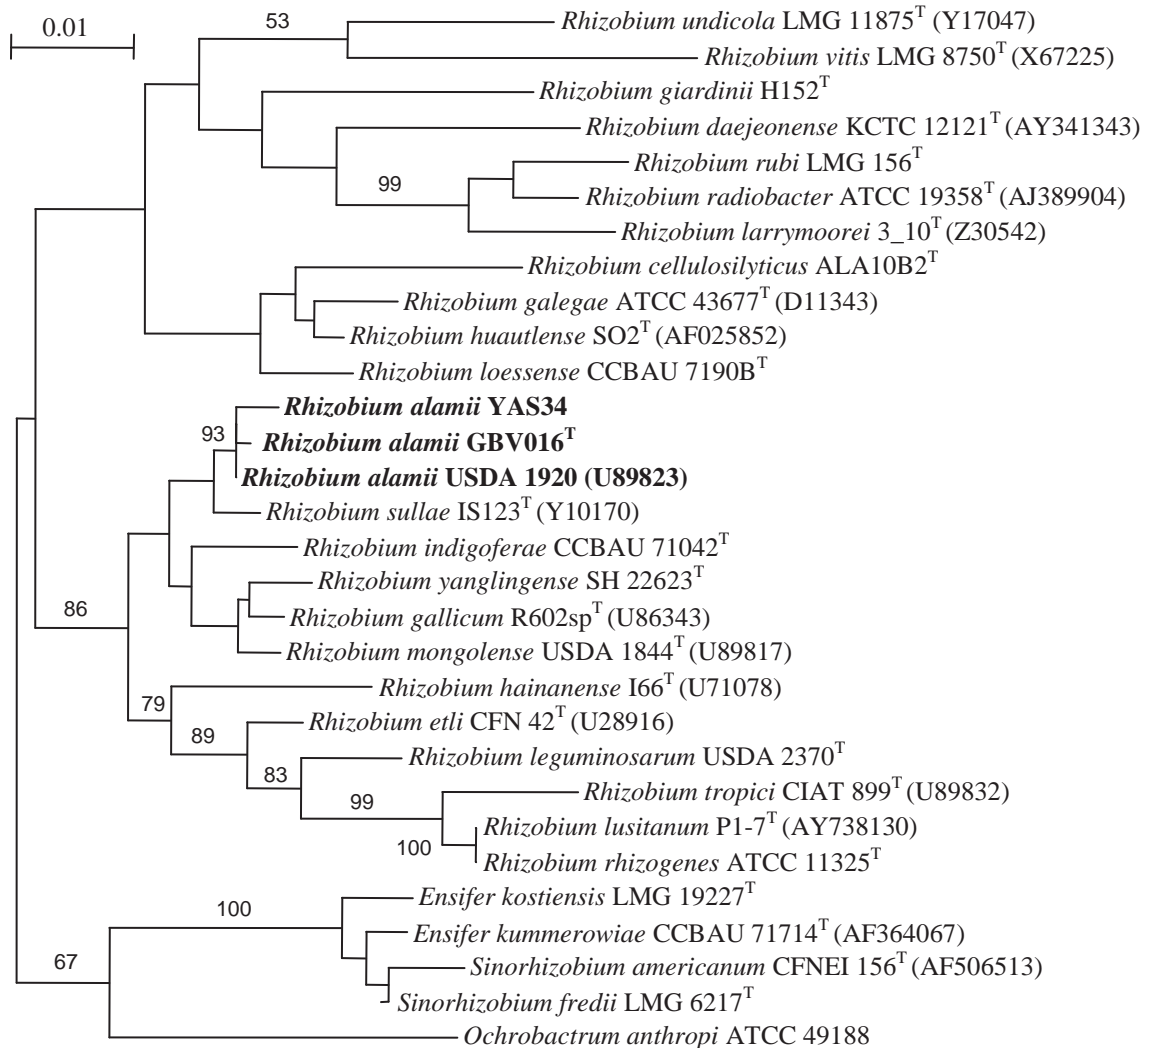 0.01
53
Rhizobium undicola LMG 11875T (Y17047)
Rhizobium vitis LMG 8750T (X67225)
Rhizobium giardinii H152T
Rhizobium daejeonense KCTC 12121T (AY341343)
Rhizobium rubi LMG 156T
99
Rhizobium radiobacter ATCC 19358T (AJ389904)
Rhizobium larrymoorei 3_10T (Z30542)
Rhizobium cellulosilyticus ALA10B2T
Rhizobium galegae ATCC 43677T (D11343)
Rhizobium huautlense SO2T (AF025852)
Rhizobium loessense CCBAU 7190BT
Rhizobium alamii YAS34
93
Rhizobium alamii GBV016T
Rhizobium alamii USDA 1920 (U89823)
Rhizobium sullae IS123T (Y10170)
Rhizobium indigoferae CCBAU 71042T
Rhizobium yanglingense SH 22623T
86
Rhizobium gallicum R602spT (U86343)
Rhizobium mongolense USDA 1844T (U89817)
Rhizobium hainanense I66T (U71078)
79
Rhizobium etli CFN 42T (U28916)
89
Rhizobium leguminosarum USDA 2370T
83
Rhizobium tropici CIAT 899T (U89832)
99
Rhizobium lusitanum P1-7T (AY738130)
100
Rhizobium rhizogenes ATCC 11325T
Ensifer kostiensis LMG 19227T
100
Ensifer kummerowiae CCBAU 71714T (AF364067)
67
Sinorhizobium americanum CFNEI 156T (AF506513)
Sinorhizobium fredii LMG 6217T
Ochrobactrum anthropi ATCC 49188